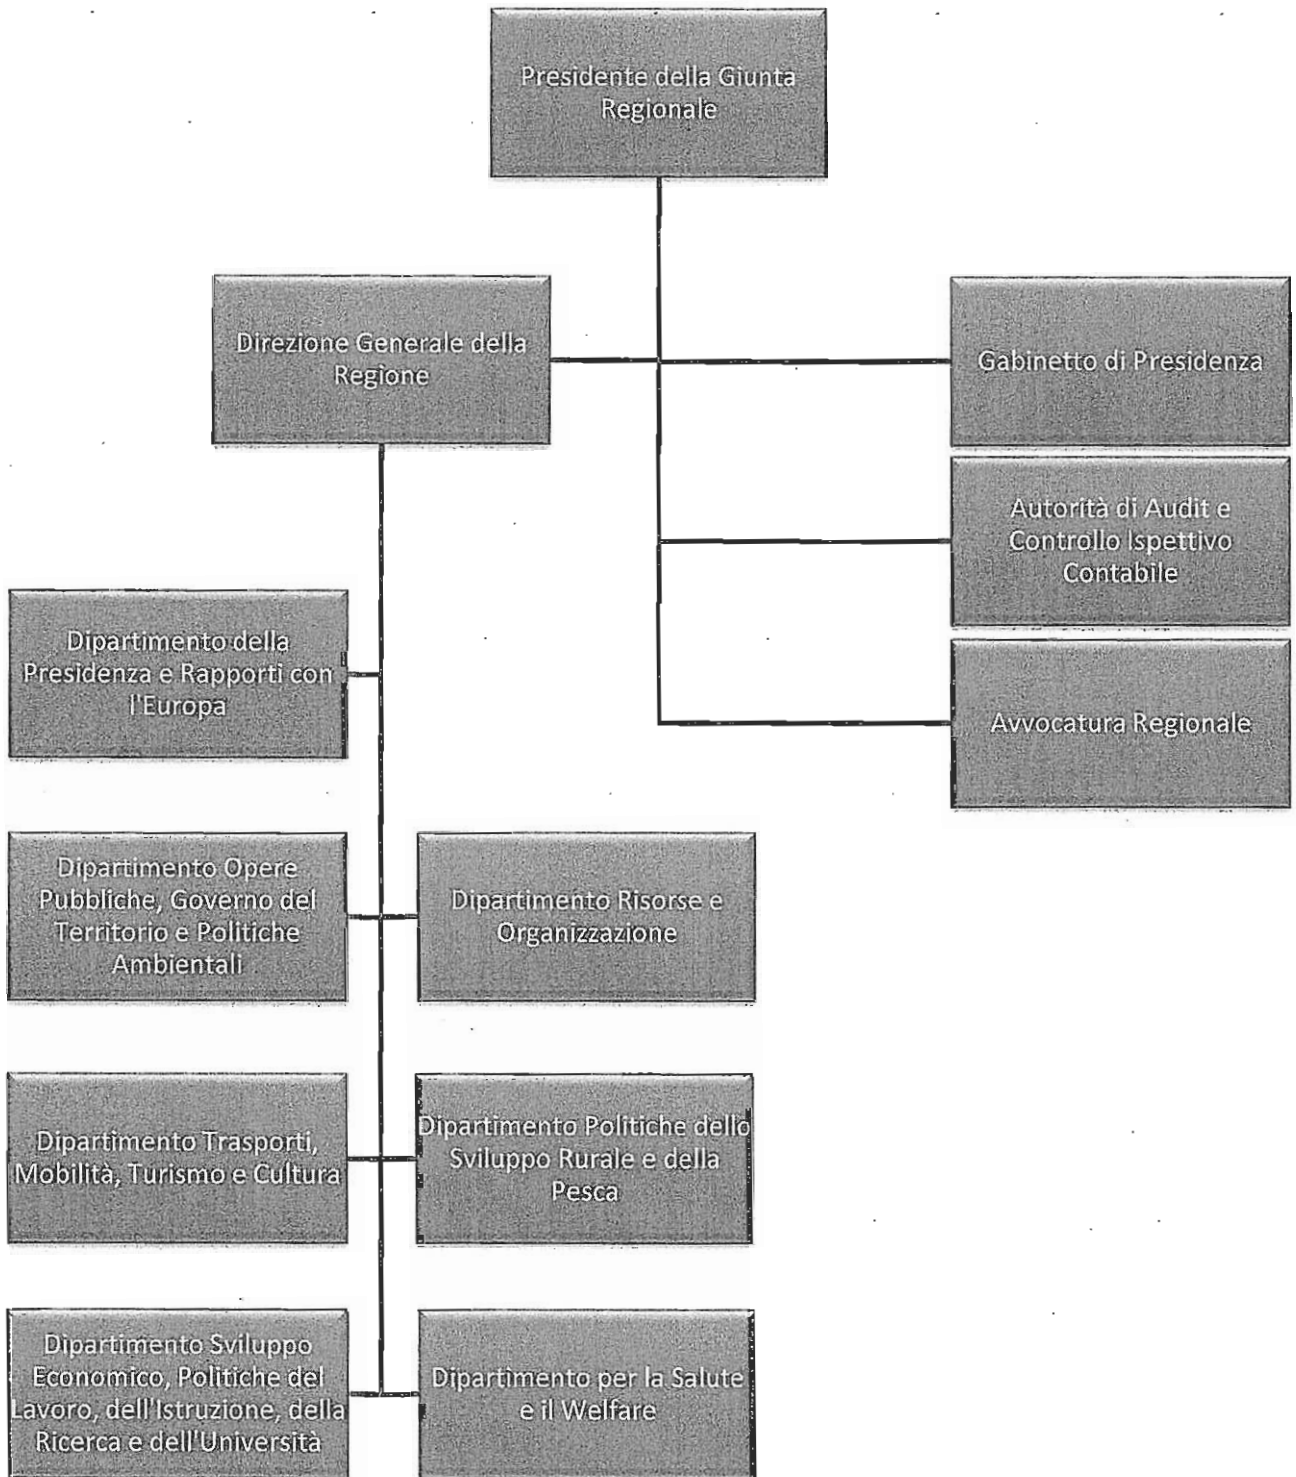 Presidente della Giunta
Regionale
Direzione Generale della
Regione
Gabinetto di Presidenza
Autorità di Audit e
Controllo Ispettivo
Contabile
Dipartimento della
Presidenza e Rapporti con
l'Europa
Avvocatura Regionale
Dipartimento Opere
Pubbliche, Governo del
Territorio e Politiche
Ambientali
Dipartimento Risorse e
Organizzazione
Dipartimento Trasporti,
Mobilità, Turismo e Cultura
Dipartimento Politiche dello
Sviluppo Rurale e della
Pesca
Dipartimento Sviluppo
Economico, Politiche del
Lavoro, dell'Istruzione, della
Ricerca e dell'Università
Dipartimento per la Salute
e il Welfare